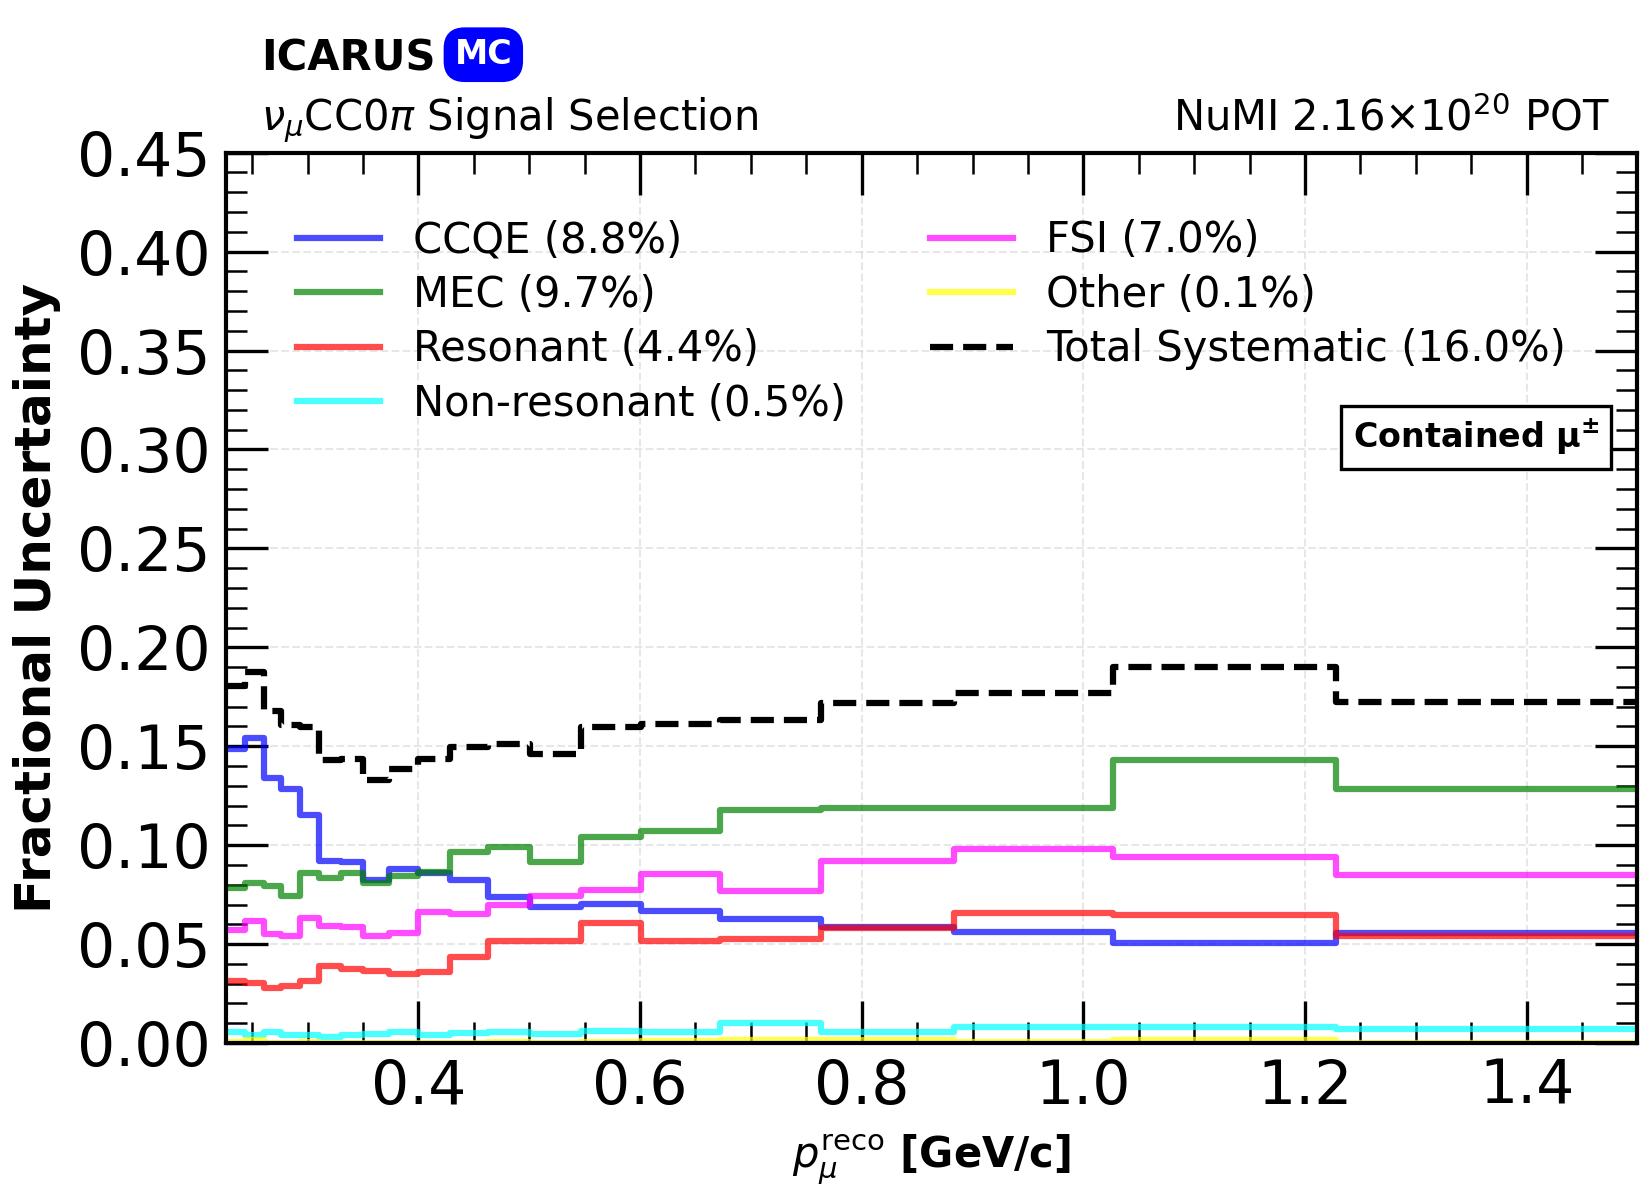 ICARUS MC
νμCC0π Signal Selection
NuMI 2.16×10²⁰ POT
0.45
0.40
0.35
0.30
0.25
0.20
0.15
0.10
0.05
0.00
Fractional Uncertainty
CCQE (8.8%)
MEC (9.7%)
Resonant (4.4%)
Non-resonant (0.5%)
FSI (7.0%)
Other (0.1%)
Total Systematic (16.0%)
Contained μ±
0.4 0.6 0.8 1.0 1.2 1.4
pμreco [GeV/c]